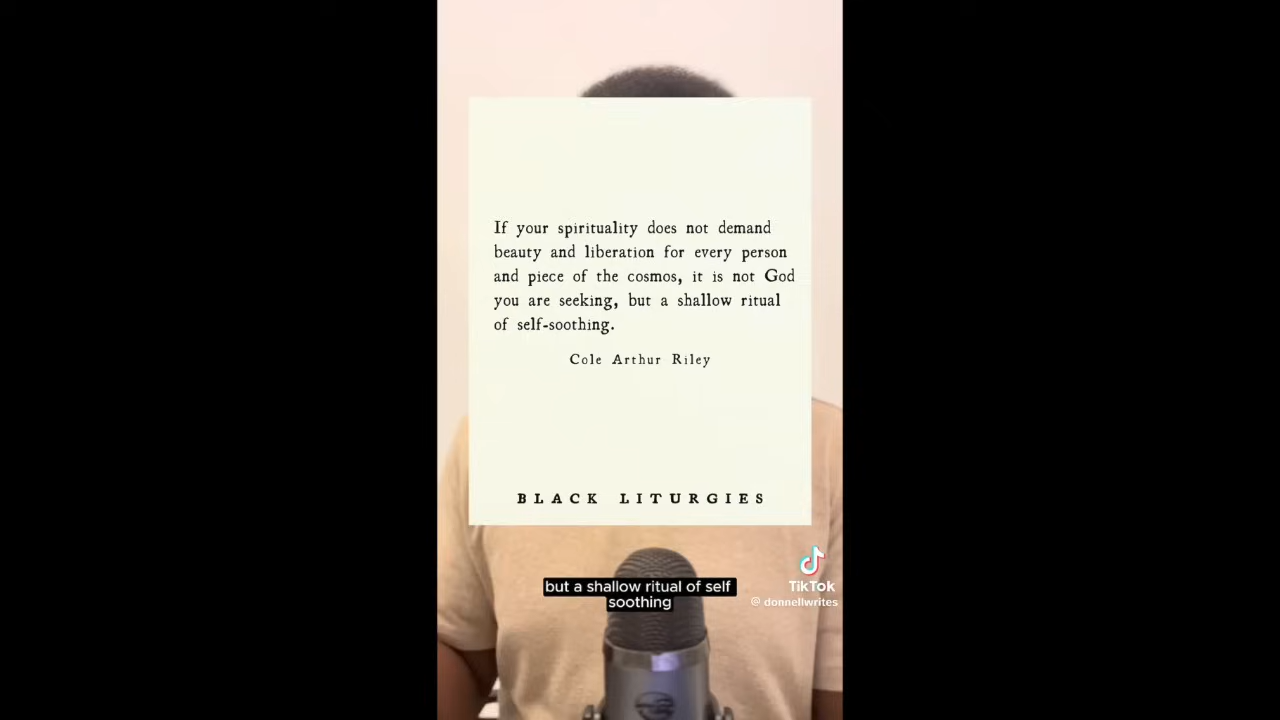 If your spirituality does not demand
beauty and liberation for every person
and piece of the cosmos, it is not God
you are seeking, but a shallow ritual
of self-soothing.
Cole Arthur Riley
BLACK LITURGIES
but a shallow ritual of self
soothing
TikTok
@ donnellwrites